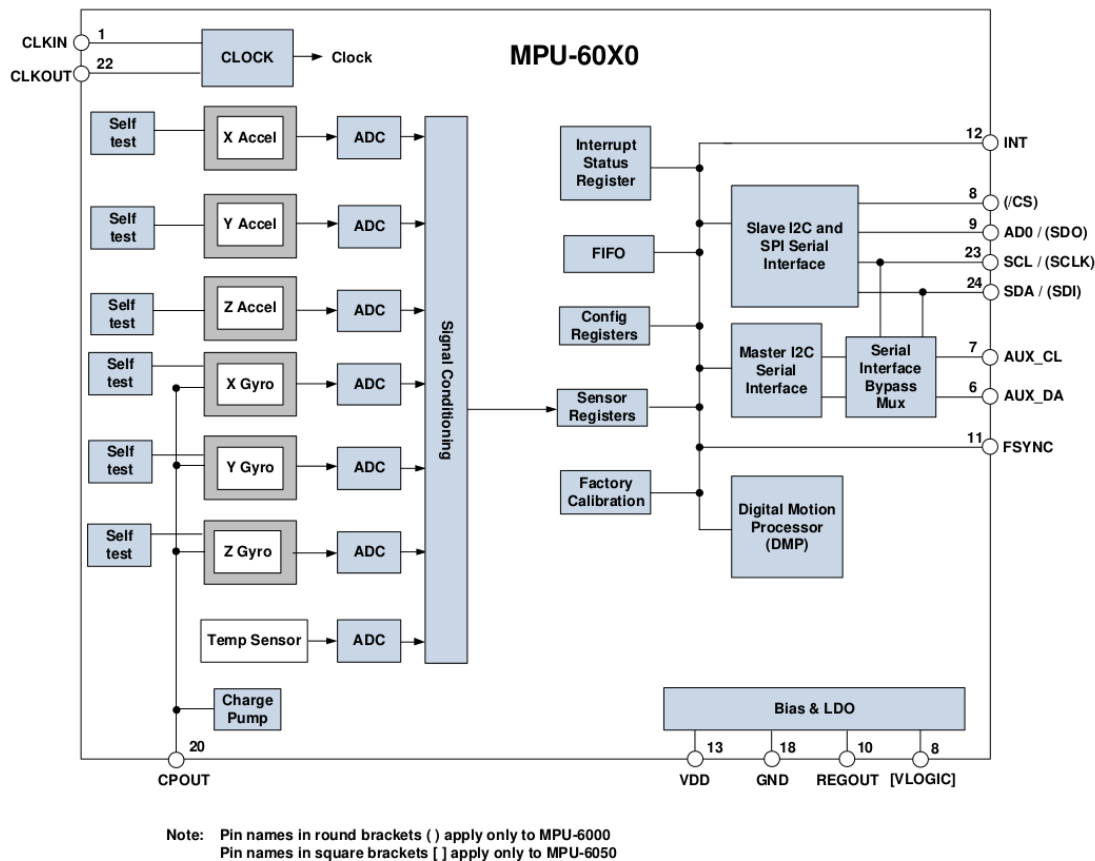 MPU-60X0
CLKIN
1
CLKOUT
22
CLOCK
Clock
Self
test
X Accel
ADC
Self
test
Y Accel
ADC
Self
test
Z Accel
ADC
Self
test
X Gyro
ADC
Self
test
Y Gyro
ADC
Self
test
Z Gyro
ADC
Temp Sensor
ADC
Charge
Pump
20
CPOUT
Signal Conditioning
Interrupt
Status
Register
FIFO
Config
Registers
Sensor
Registers
Factory
Calibration
Slave I2C and
SPI Serial
Interface
Master I2C
Serial
Interface
Serial
Interface
Bypass
Mux
Digital Motion
Processor
(DMP)
12
INT
8
(/CS)
9
AD0 / (SDO)
23
SCL / (SCLK)
24
SDA / (SDI)
7
AUX_CL
6
AUX_DA
11
FSYNC
Bias & LDO
13
VDD
18
GND
10
REGOUT
8
[VLOGIC]
Note: Pin names in round brackets ( ) apply only to MPU-6000
Pin names in square brackets [ ] apply only to MPU-6050